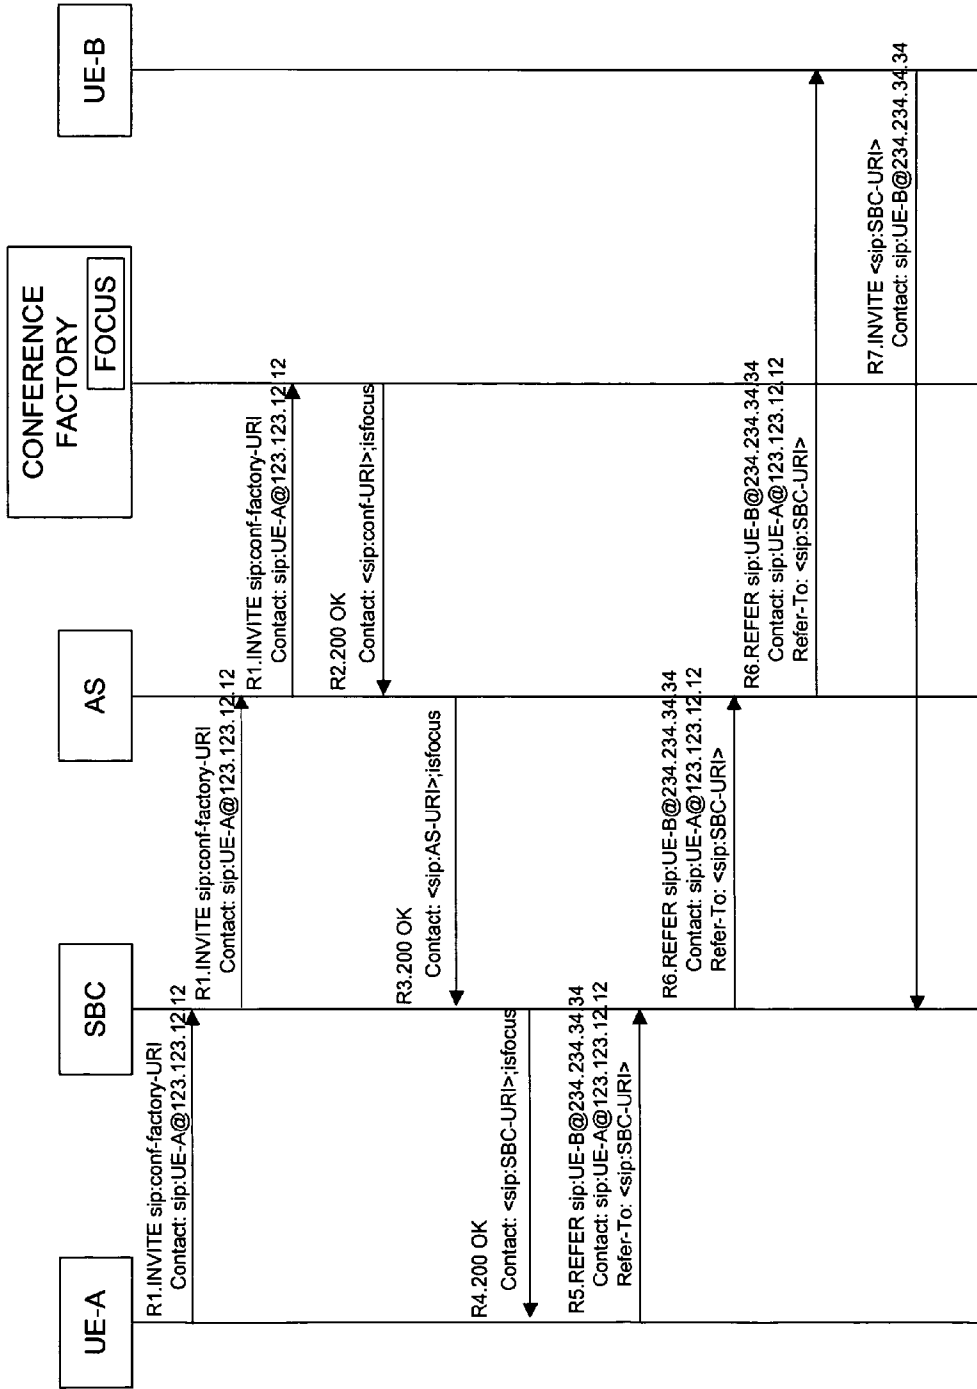 UE-A
SBC
AS
CONFERENCE
FACTORY
FOCUS
UE-B
R1.INVITE sip:conf-factory-URI
Contact: sip:UE-A@123.123.12.12
R1.INVITE sip:conf-factory-URI
Contact: sip:UE-A@123.123.12.12
R1.INVITE sip:conf-factory-URI
Contact: sip:UE-A@123.123.12.12
R2.200 OK
Contact: <sip:conf-URI>;isfocus
R3.200 OK
Contact: <sip:AS-URI>;isfocus
R4.200 OK
Contact: <sip:SBC-URI>;isfocus
R5.REFER sip:UE-B@234.234.34.34
Contact: sip:UE-A@123.123.12.12
Refer-To: <sip:SBC-URI>
R6.REFER sip:UE-B@234.234.34.34
Contact: sip:UE-A@123.123.12.12
Refer-To: <sip:SBC-URI>
R6.REFER sip:UE-B@234.234.34.34
Contact: sip:UE-A@123.123.12.12
Refer-To: <sip:SBC-URI>
R7.INVITE <sip:SBC-URI>
Contact: sip:UE-B@234.234.34.34